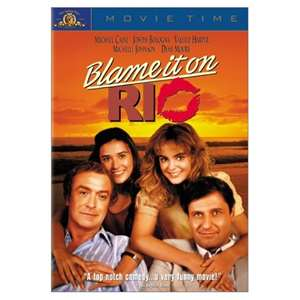 MGM
MOVIE TIME
MICHAEL CAINE JOSEPH BOLOGNA VALERIE HARPER
MICHELLE JOHNSON DEMI MOORE
Blame it on
RIO
"A top notch comedy...a very funny movie!"